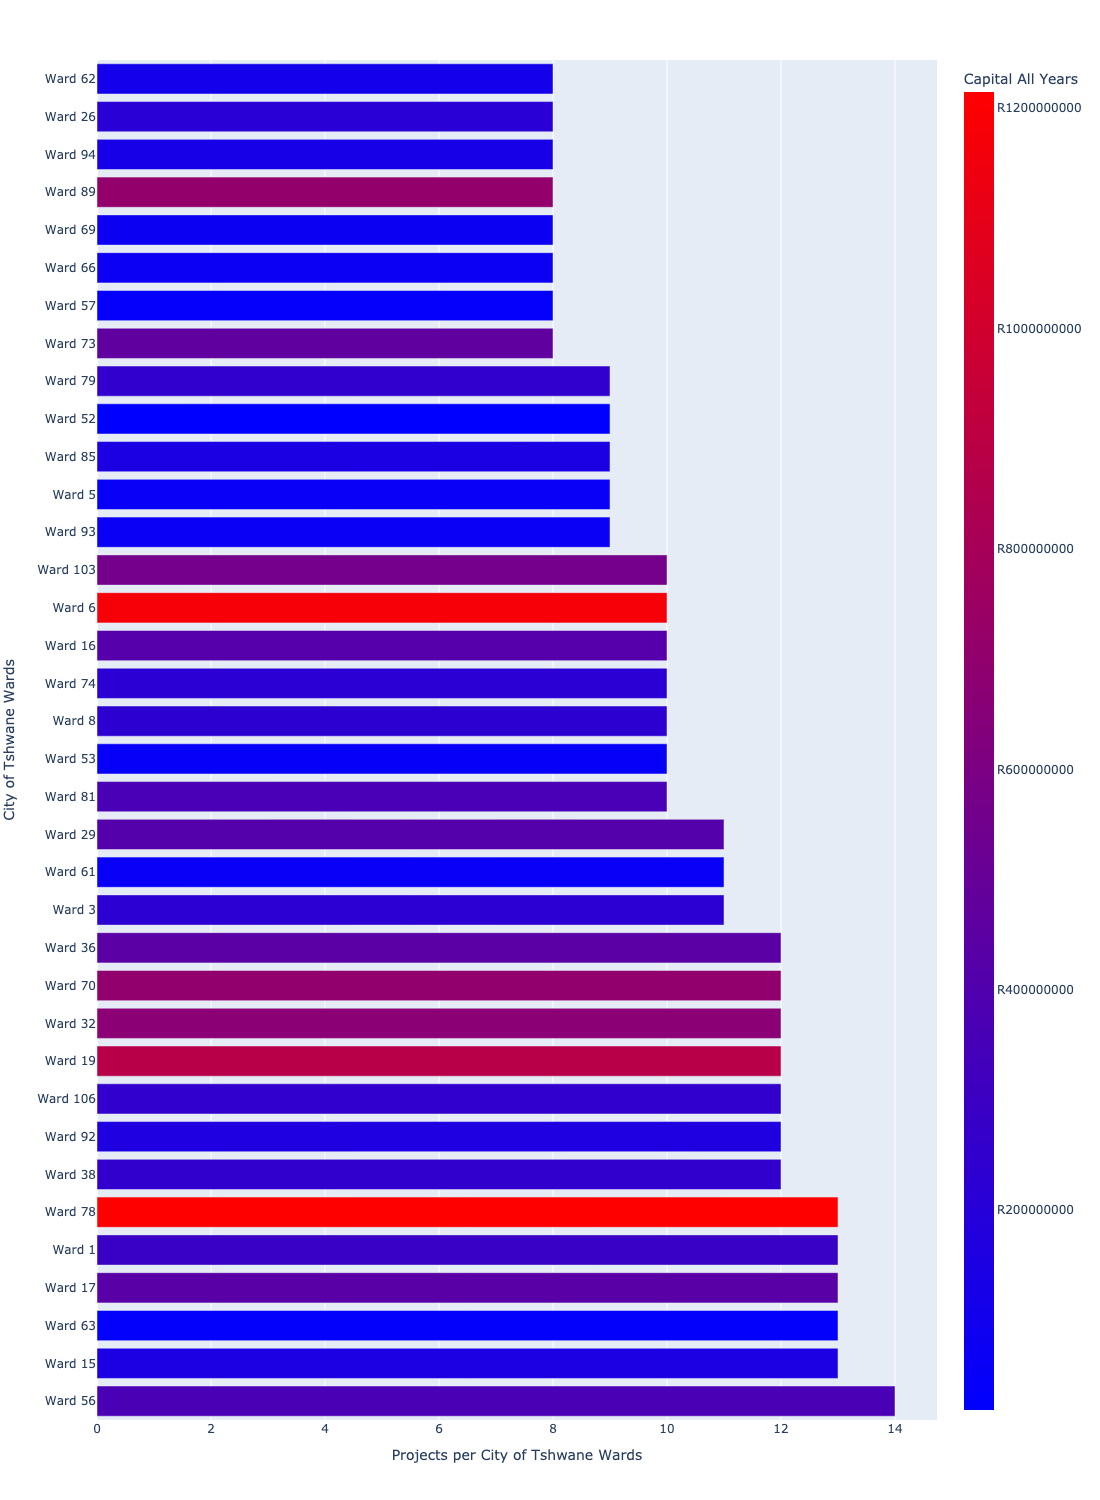 Capital All Years
R1200000000
R1000000000
R800000000
R600000000
R400000000
R200000000
City of Tshwane Wards
Ward 62
Ward 26
Ward 94
Ward 89
Ward 69
Ward 66
Ward 57
Ward 73
Ward 79
Ward 52
Ward 85
Ward 5
Ward 93
Ward 103
Ward 6
Ward 16
Ward 74
Ward 8
Ward 53
Ward 81
Ward 29
Ward 61
Ward 3
Ward 36
Ward 70
Ward 32
Ward 19
Ward 106
Ward 92
Ward 38
Ward 78
Ward 1
Ward 17
Ward 63
Ward 15
Ward 56
0 2 4 6 8 10 12 14
Projects per City of Tshwane Wards